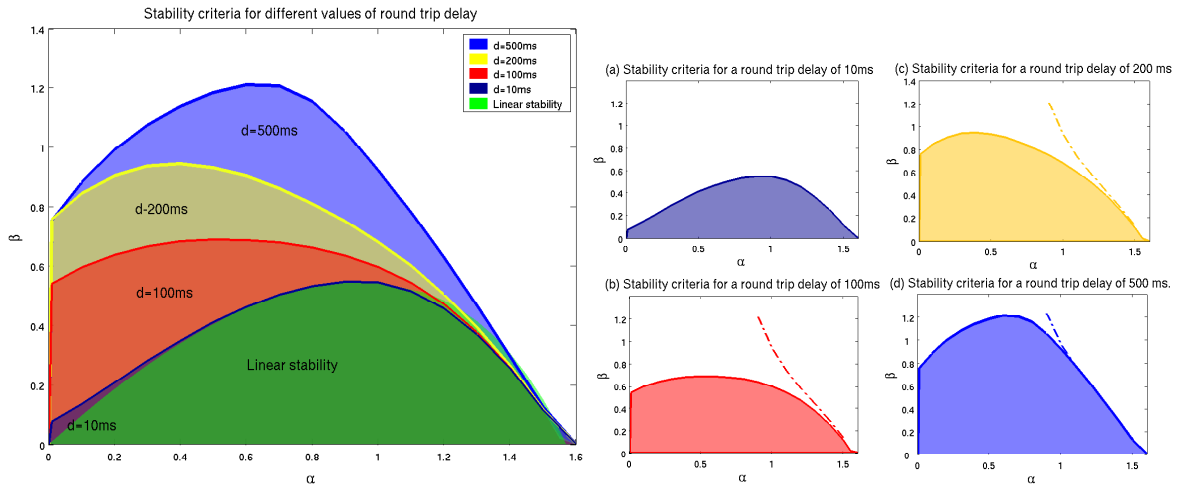 Stability criteria for different values of round trip delay
1.4
1.2
1
0.8
0.6
0.4
0.2
0
β
0
0.2
0.4
0.6
0.8
1
1.2
1.4
1.6
α
d=500ms
d=200ms
d=100ms
d=10ms
Linear stability
d=500ms
d-200ms
d=100ms
Linear stability
d=10ms
(a) Stability criteria for a round trip delay of 10ms
1.4
1.2
1
0.8
0.6
0.4
0.2
0
β
0
0.5
1
1.5
α
(c) Stability criteria for a round trip delay of 200 ms
1.4
1.2
1
0.8
0.6
0.4
0.2
0
β
0
0.5
1
1.5
α
(b) Stability criteria for a round trip delay of 100ms
1.2
1
0.8
0.6
0.4
0.2
0
β
0
0.5
1
1.5
α
(d) Stability criteria for a round trip delay of 500 ms.
1.2
1
0.8
0.6
0.4
0.2
0
β
0
0.5
1
1.5
α